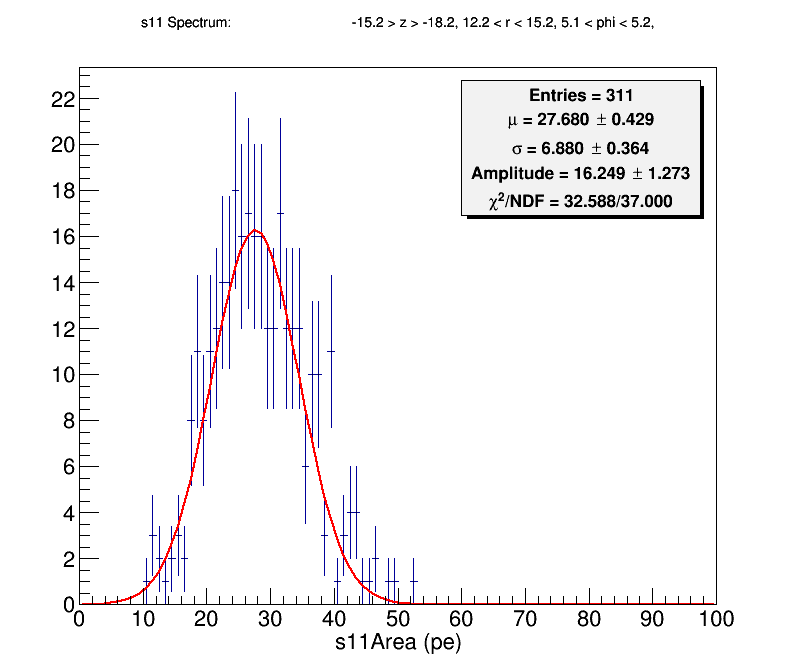 s11 Spectrum: -15.2 > z > -18.2, 12.2 < r < 15.2, 5.1 < phi < 5.2,
Entries = 311
μ = 27.680 ± 0.429
σ = 6.880 ± 0.364
Amplitude = 16.249 ± 1.273
χ²/NDF = 32.588/37.000
22
20
18
16
14
12
10
8
6
4
2
0
0 10 20 30 40 50 60 70 80 90 100
s11Area (pe)